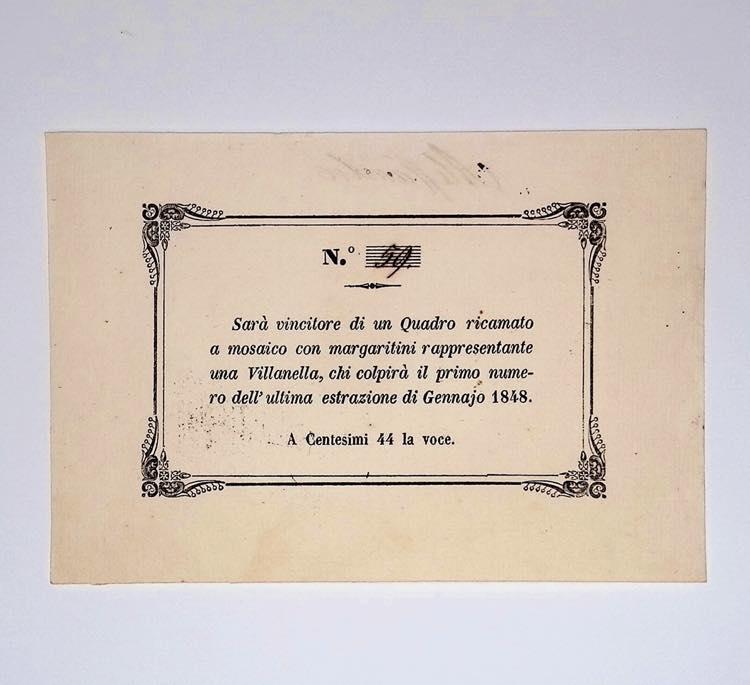 N.º 59.
Sarà vincitore di un Quadro ricamato
a mosaico con margaritini rappresentante
una Villanella, chi colpirà il primo nume-
ro dell' ultima estrazione di Gennajo 1848.
A Centesimi 44 la voce.